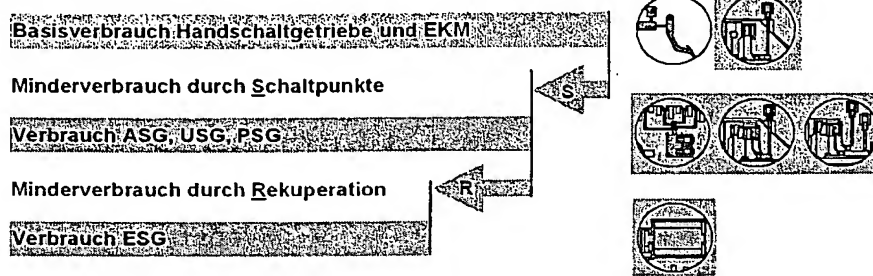 Basisverbrauch Handschaltgetriebe und EKM
Minderverbrauch durch Schaltpunkte
S
Verbrauch ASG, USG, PSG
Minderverbrauch durch Rekuperation
R
Verbrauch ESG